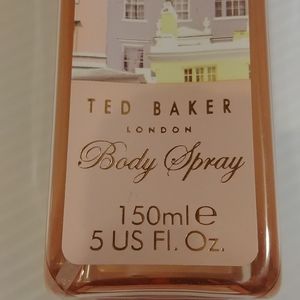 TED BAKER
LONDON
Body Spray
150ml℮
5 US Fl. Oz.